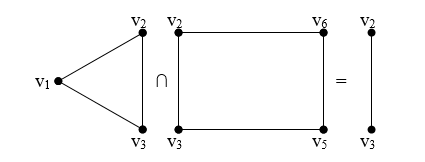 v₂ v₂ v₆ v₂
v₁ ∩ =
v₃ v₃ v₅ v₃